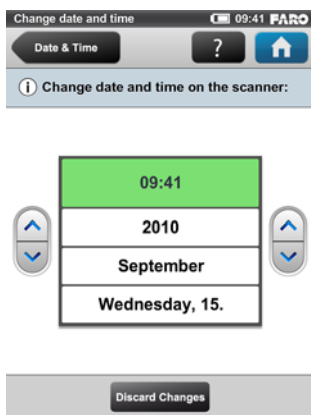 Change date and time 09:41 FARO
Date & Time ?
i Change date and time on the scanner:
09:41
2010
September
Wednesday, 15.
Discard Changes